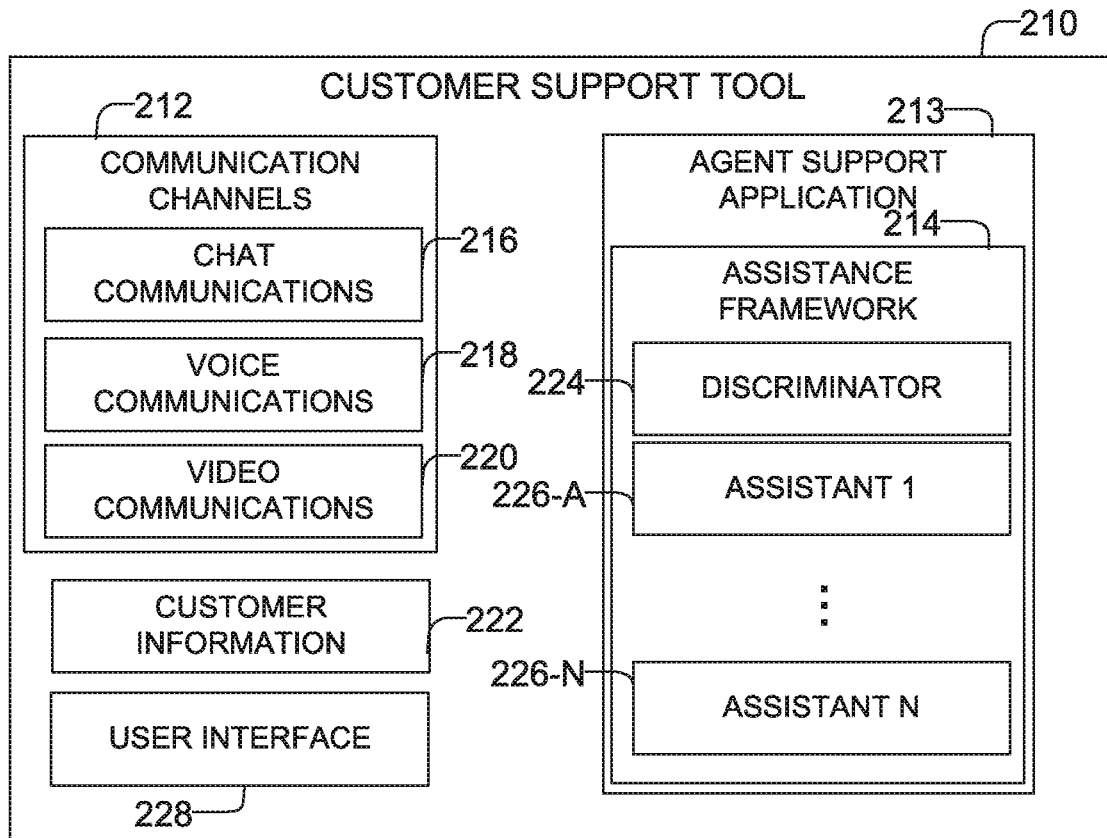 210
CUSTOMER SUPPORT TOOL
212
COMMUNICATION
CHANNELS
CHAT
COMMUNICATIONS
216
VOICE
COMMUNICATIONS
218
VIDEO
COMMUNICATIONS
220
CUSTOMER
INFORMATION
222
USER INTERFACE
228
213
AGENT SUPPORT
APPLICATION
214
ASSISTANCE
FRAMEWORK
224
DISCRIMINATOR
226-A
ASSISTANT 1
226-N
ASSISTANT N